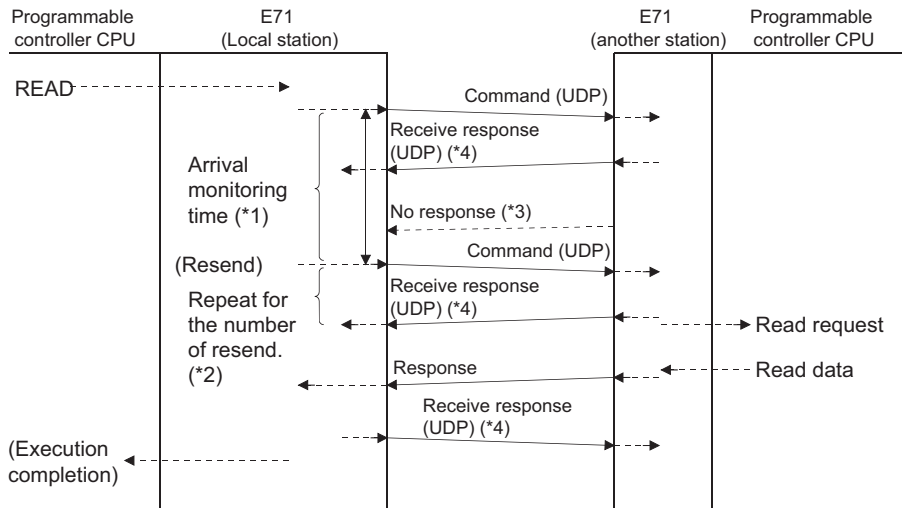 Programmable
controller CPU
E71
(Local station)
E71
(another station)
Programmable
controller CPU
READ
Command (UDP)
Receive response
(UDP) (*4)
Arrival
monitoring
time (*1)
No response (*3)
Command (UDP)
(Resend)
Receive response
(UDP) (*4)
Repeat for
the number
of resend.
(*2)
Read request
Read data
Response
Receive response
(UDP) (*4)
(Execution
completion)